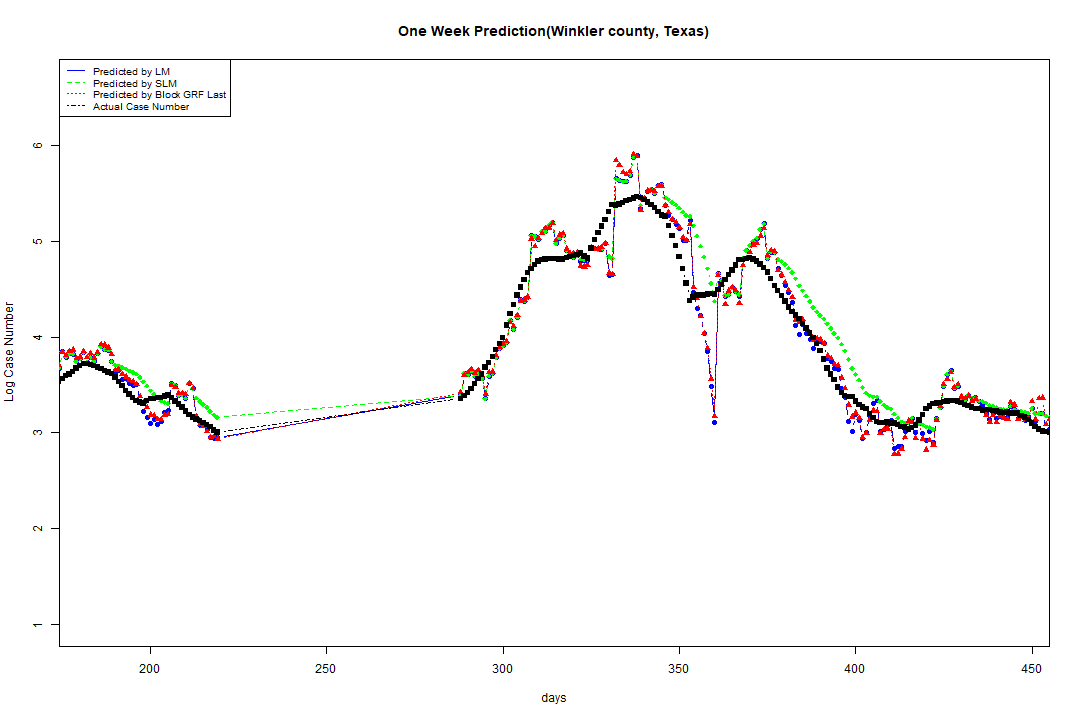 One Week Prediction(Winkler county, Texas)
Predicted by LM
Predicted by SLM
Predicted by Block GRF Last
Actual Case Number
Log Case Number
6
5
4
3
2
1
200 250 300 350 400 450
days